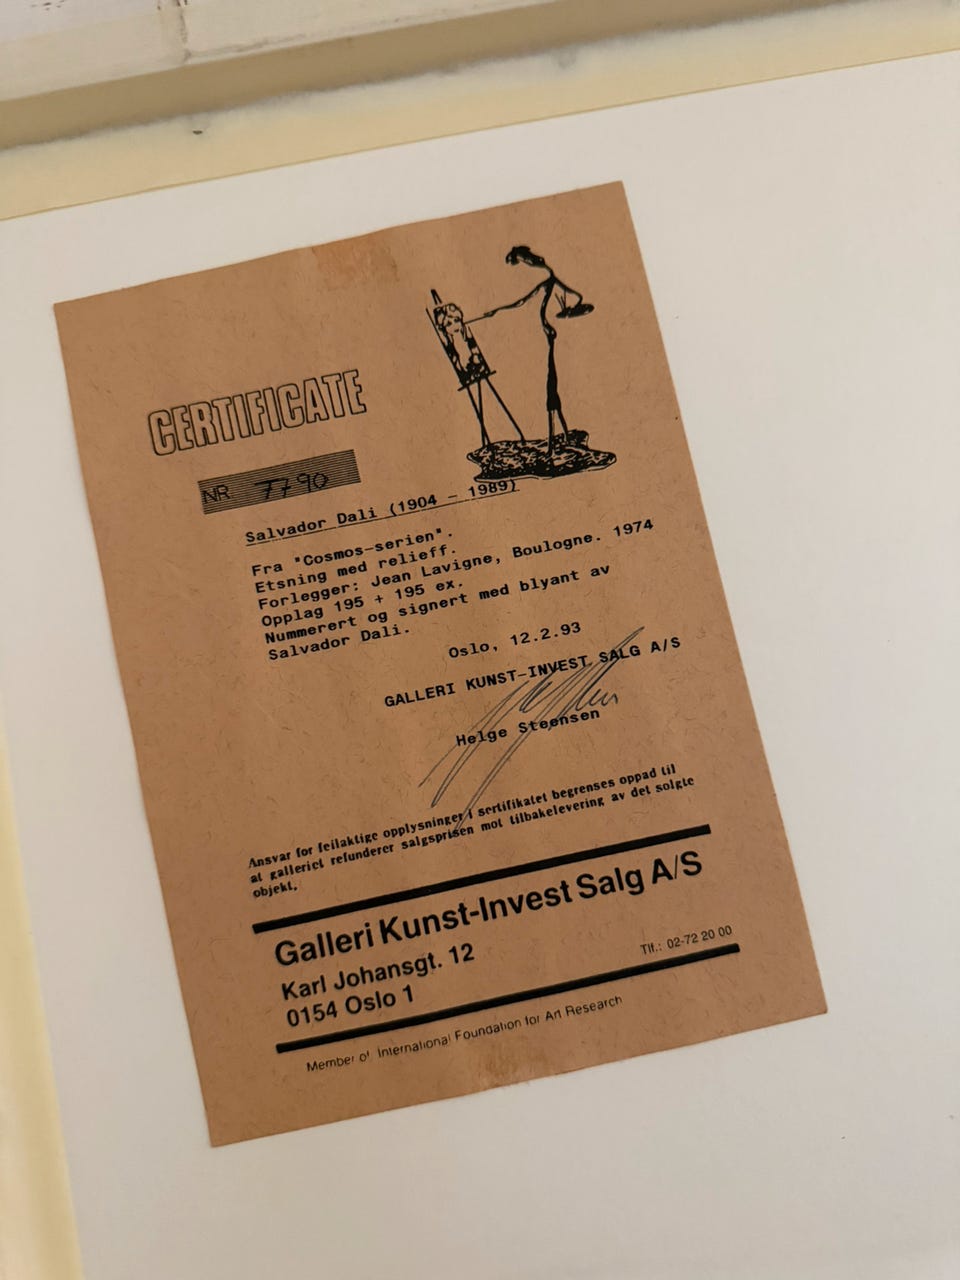 CERTIFICATE
NR 7790
Salvador Dali (1904 - 1989)
Fra "Cosmos-serien".
Etsning med relieff.
Forlegger: Jean Lavigne, Boulogne. 1974
Opplag 195 + 195 ex.
Nummerert og signert med blyant av
Salvador Dali.
Oslo, 12.2.93
GALLERI KUNST-INVEST SALG A/S
Helge Steensen
Ansvar for feilaktige opplysninger i sertifikatet begrenses oppad til
at galleriet refunderer salgsprisen mot tilbakelevering av det solgte
objekt.
Galleri Kunst-Invest Salg A/S
Karl Johansgt. 12
0154 Oslo 1
Tlf.: 02-72 20 00
Member of International Foundation for Art Research